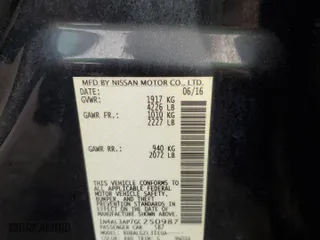 MFD BY NISSAN MOTOR CO., LTD.
DATE: 06/16
GVWR: 1917 KG
4226 LB
GAWR FR.: 1010 KG
2227 LB
GAWR RR.: 940 KG
2072 LB
THIS VEHICLE CONFORMS TO ALL APPLICABLE
FEDERAL MOTOR VEHICLE SAFETY, BUMPER, AND THEFT
PREVENTION STANDARDS IN EFFECT ON THE DATE OF
MANUFACTURE SHOWN ABOVE.
1N4AL3AP7GC250987
PASSENGER CAR